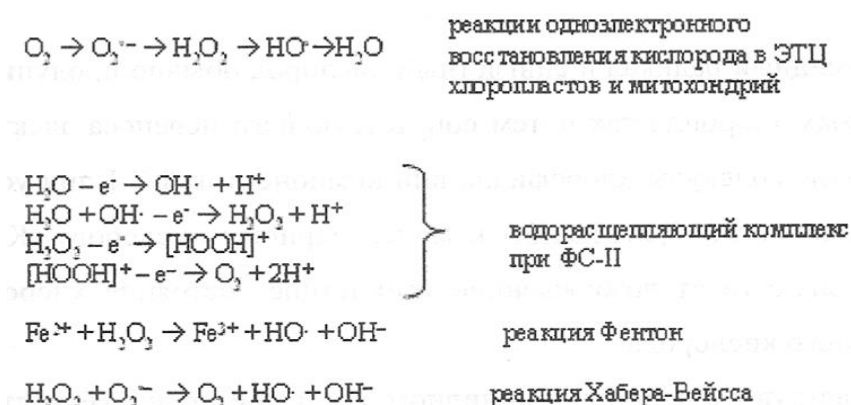 O₂ → O₂•⁻ → H₂O₂ → HO• → H₂O
реакции одноэлектронного
восстановления кислорода в ЭТЦ
хлоропластов и митохондрий
H₂O – e⁻ → OH· + H⁺
H₂O + OH· – e⁻ → H₂O₂ + H⁺
H₂O₂ - e⁻ → [HOOH]⁺
[HOOH]⁺ – e⁻ → O₂ + 2H⁺
водорасщепляющий комплекс
при ФС-II
Fe²⁺ + H₂O₂ → Fe³⁺ + HO· + OH⁻
реакция Фентон
H₂O₂ + O₂·⁻ → O₂ + HO· + OH⁻
реакция Хабера-Вейсса